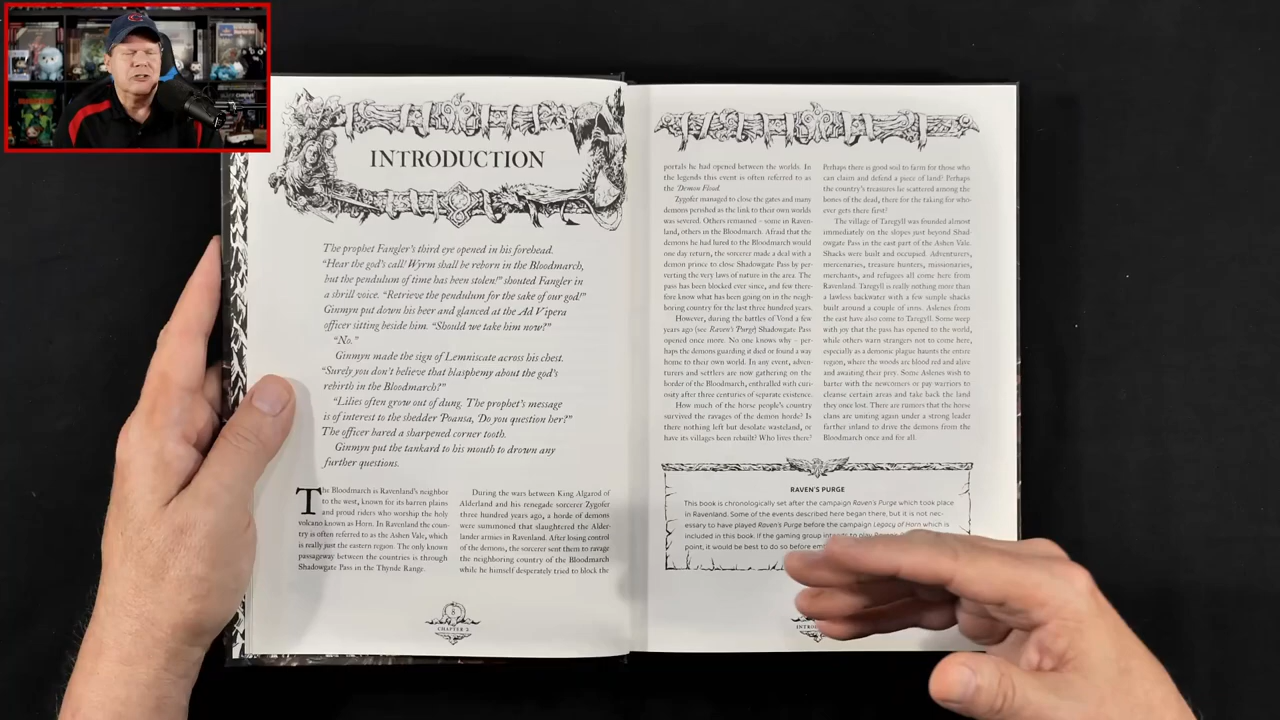 INTRODUCTION
The prophet Fangler's third eye opened in his forehead.
"Hear the god's call! Wyrm shall be reborn in the Bloodmarch,
but the pendulum of time has been stolen!" shouted Fangler in
a shrill voice. "Retrieve the pendulum for the sake of our god!"
Ginmyn put down his beer and glanced at the Ad Vipera
officer sitting beside him. "Should we take him now?"
"No."
Ginmyn made the sign of Lemniscate across his chest.
"Surely you don't believe that blasphemy about the god's
rebirth in the Bloodmarch?"
"Lilies often grow out of dung. The prophet's message
is of interest to the shedder Poansa, Do you question her?"
The officer bared a sharpened corner tooth.
Ginmyn put the tankard to his mouth to drown any
further questions.
The Bloodmarch is Ravenland's neighbor
to the west, known for its barren plains
and proud riders who worship the holy
volcano known as Horn. In Ravenland the coun-
try is often referred to as the Ashen Vale, which
is really just the eastern region. The only known
passageway between the countries is through
Shadowgate Pass in the Thynde Range.
During the wars between King Algarod of
Alderland and his renegade sorcerer Zygofer
three hundred years ago, a horde of demons
were summoned that slaughtered the Alder-
lander armies in Ravenland. After losing control
of the demons, the sorcerer sent them to ravage
the neighboring country of the Bloodmarch
while he himself desperately tried to block the
8
CHAPTER 2
portals he had opened between the worlds. In
the legends this event is often referred to as
the Demon Flood.
Zygofer managed to close the gates and many
demons perished as the link to their own worlds
was severed. Others remained – some in Raven-
land, others in the Bloodmarch. Afraid that the
demons he had lured to the Bloodmarch would
one day return, the sorcerer made a deal with a
demon prince to close Shadowgate Pass by per-
verting the very laws of nature in the area. The
pass has been blocked ever since, and few there-
fore know what has been going on in the neigh-
boring country for the last three hundred years.
However, during the battles of Vond a few
years ago (see Raven's Purge) Shadowgate Pass
opened once more. No one knows why – per-
haps the demons guarding it died or found a way
home to their own world. In any event, adven-
turers and settlers are now gathering on the
border of the Bloodmarch, enthralled with curi-
osity after three centuries of separate existence.
How much of the horse people's country
survived the ravages of the demon horde? Is
there nothing left but desolate wasteland, or
have its villages been rebuilt? Who lives there?
Perhaps there is good soil to farm for those who
can claim and defend a piece of land? Perhaps
the country's treasures lie scattered among the
bones of the dead, there for the taking for who-
ever gets there first?
The village of Taregyll was founded almost
immediately on the slopes just beyond Shad-
owgate Pass in the east part of the Ashen Vale.
Shacks were built and occupied. Adventurers,
mercenaries, treasure hunters, missionaries,
merchants, and refugees all come here from
Ravenland. Taregyll is really nothing more than
a lawless backwater with a few simple shacks
built around a couple of inns. Aslenes from
the east have also come to Taregyll. Some weep
with joy that the pass has opened to the world,
while others warn strangers not to come here,
especially as a demonic plague haunts the entire
region, where the woods are blood red and alive
and awaiting their prey. Some Aslenes wish to
barter with the newcomers or pay warriors to
cleanse certain areas and take back the land
they once lost. There are rumors that the horse
clans are uniting again under a strong leader
farther inland to drive the demons from the
Bloodmarch once and for all.
RAVEN'S PURGE
This book is chronologically set after the campaign Raven's Purge which took place
in Ravenland. Some of the events described here began there, but it is not nec-
essary to have played Raven's Purge before the campaign Legacy of Horn which is
included in this book. If the gaming group intends to play
point, it would be best to do so before